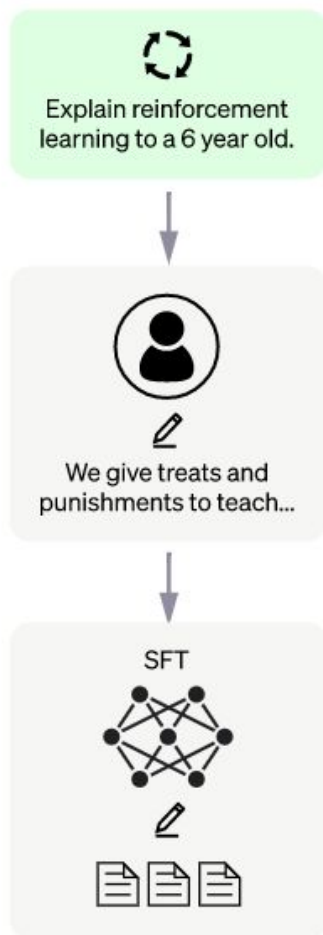 Explain reinforcement
learning to a 6 year old.
We give treats and
punishments to teach...
SFT